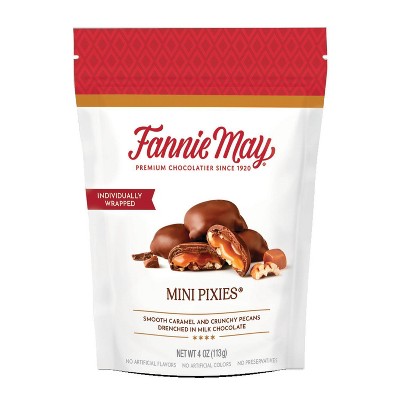 Fannie May®
PREMIUM CHOCOLATIER SINCE 1920
INDIVIDUALLY
WRAPPED
MINI PIXIES®
SMOOTH CARAMEL AND CRUNCHY PECANS
DRENCHED IN MILK CHOCOLATE
NET WT 4 OZ (113g)
NO ARTIFICIAL FLAVORS NO ARTIFICIAL COLORS NO PRESERVATIVES